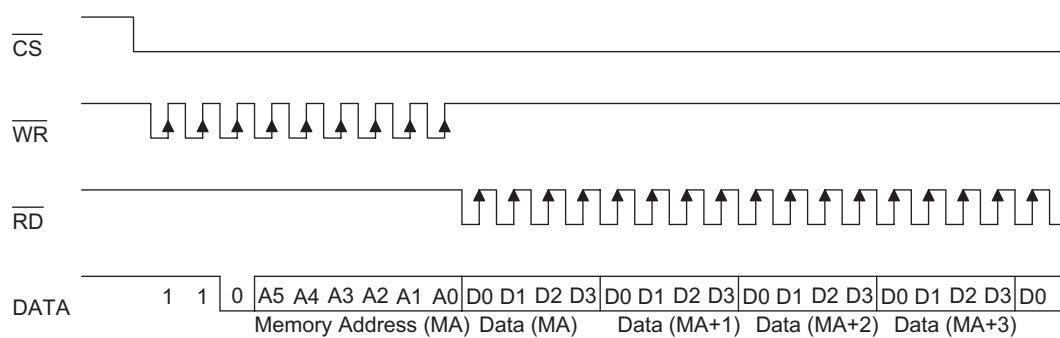 CS
WR
RD
DATA 1 1 0 A5 A4 A3 A2 A1 A0 D0 D1 D2 D3 D0 D1 D2 D3 D0 D1 D2 D3 D0 D1 D2 D3 D0
Memory Address (MA) Data (MA) Data (MA+1) Data (MA+2) Data (MA+3)